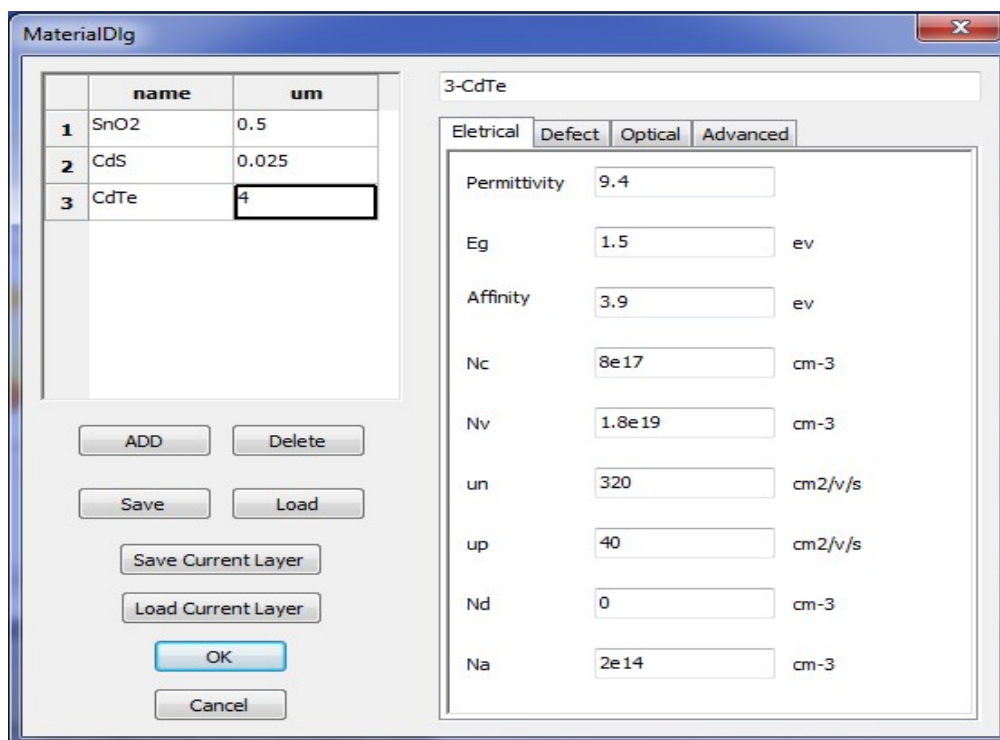 MaterialDlg
name um
1 SnO2 0.5
2 CdS 0.025
3 CdTe 4
ADD Delete
Save Load
Save Current Layer
Load Current Layer
OK
Cancel
3-CdTe
Eletrical Defect Optical Advanced
Permittivity 9.4
Eg 1.5 ev
Affinity 3.9 ev
Nc 8e17 cm-3
Nv 1.8e19 cm-3
un 320 cm2/v/s
up 40 cm2/v/s
Nd 0 cm-3
Na 2e14 cm-3